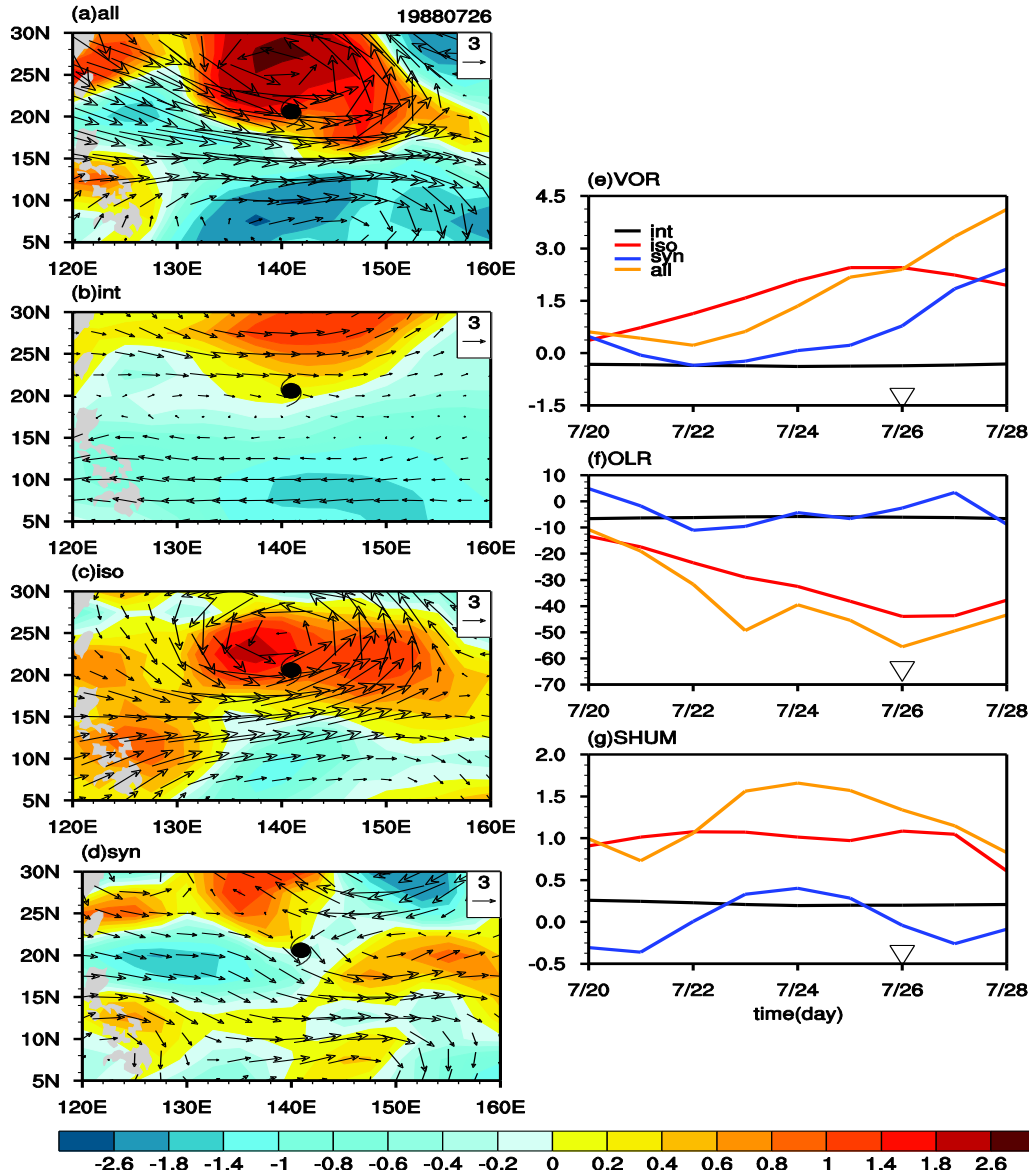 (a)all 19880726
30N
25N
20N
15N
10N
5N
3
120E 130E 140E 150E 160E
(b)int
30N
25N
20N
15N
10N
5N
3
120E 130E 140E 150E 160E
(c)iso
30N
25N
20N
15N
10N
5N
3
120E 130E 140E 150E 160E
(d)syn
30N
25N
20N
15N
10N
5N
3
120E 130E 140E 150E 160E
(e)VOR
4.5
3.0
1.5
0.0
-1.5
int
iso
syn
all
7/20 7/22 7/24 7/26 7/28
(f)OLR
10
0
-10
-20
-30
-40
-50
-60
-70
7/20 7/22 7/24 7/26 7/28
(g)SHUM
2.0
1.5
1.0
0.5
0.0
-0.5
7/20 7/22 7/24 7/26 7/28
time(day)
-2.6 -1.8 -1.4 -1 -0.6 -0.4 -0.2 0 0.2 0.4 0.6 1 1.4 1.8 2.6